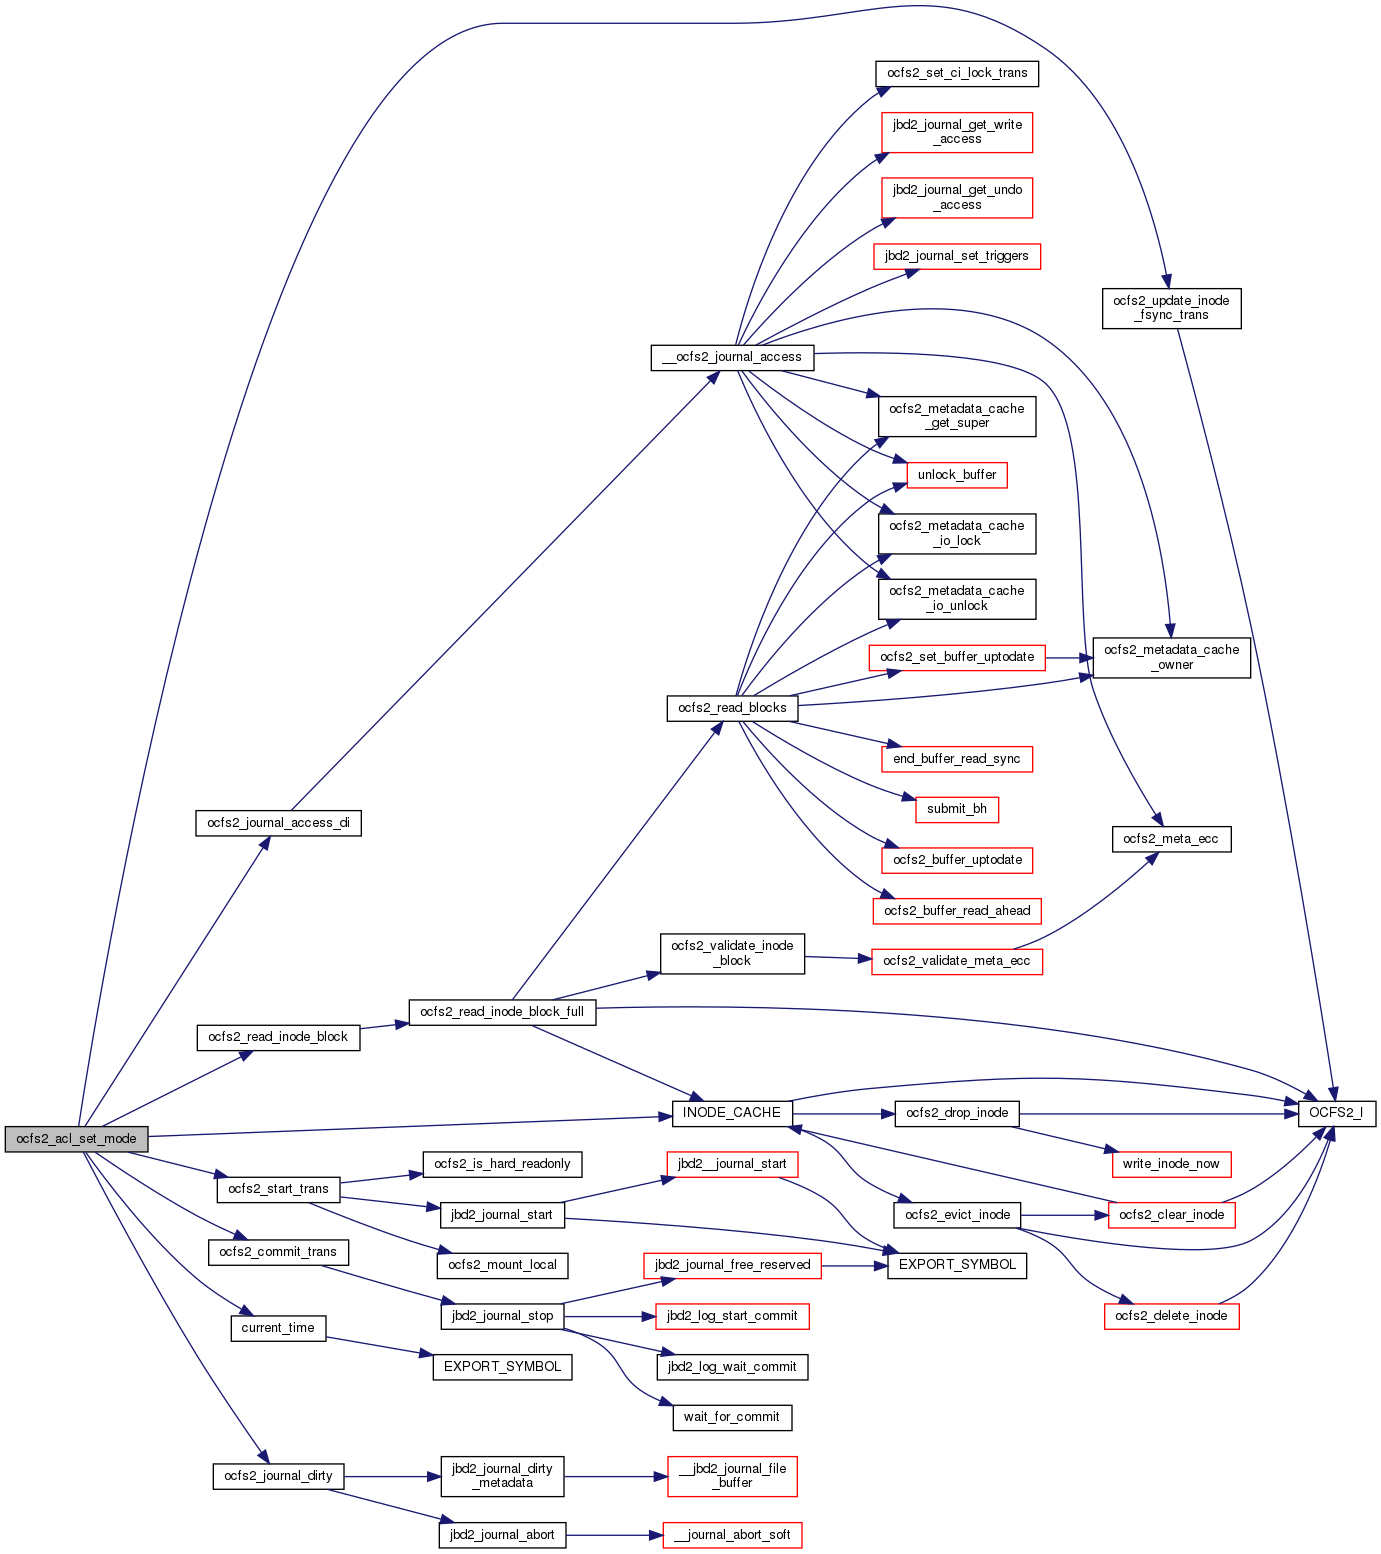 ocfs2_set_ci_lock_trans
jbd2_journal_get_write
_access
jbd2_journal_get_undo
_access
jbd2_journal_set_triggers
ocfs2_update_inode
_fsync_trans
__ocfs2_journal_access
ocfs2_metadata_cache
_get_super
unlock_buffer
ocfs2_metadata_cache
_io_lock
ocfs2_metadata_cache
_io_unlock
ocfs2_set_buffer_uptodate
ocfs2_metadata_cache
_owner
ocfs2_read_blocks
end_buffer_read_sync
submit_bh
ocfs2_journal_access_di
ocfs2_meta_ecc
ocfs2_buffer_uptodate
ocfs2_buffer_read_ahead
ocfs2_validate_inode
_block
ocfs2_validate_meta_ecc
ocfs2_read_inode_block_full
ocfs2_read_inode_block
INODE_CACHE
ocfs2_drop_inode
OCFS2_I
ocfs2_acl_set_mode
ocfs2_is_hard_readonly
jbd2__journal_start
write_inode_now
ocfs2_start_trans
jbd2_journal_start
ocfs2_evict_inode
ocfs2_clear_inode
ocfs2_commit_trans
ocfs2_mount_local
jbd2_journal_free_reserved
EXPORT_SYMBOL
jbd2_journal_stop
jbd2_log_start_commit
ocfs2_delete_inode
current_time
EXPORT_SYMBOL
jbd2_log_wait_commit
wait_for_commit
ocfs2_journal_dirty
jbd2_journal_dirty
_metadata
__jbd2_journal_file
_buffer
jbd2_journal_abort
__journal_abort_soft